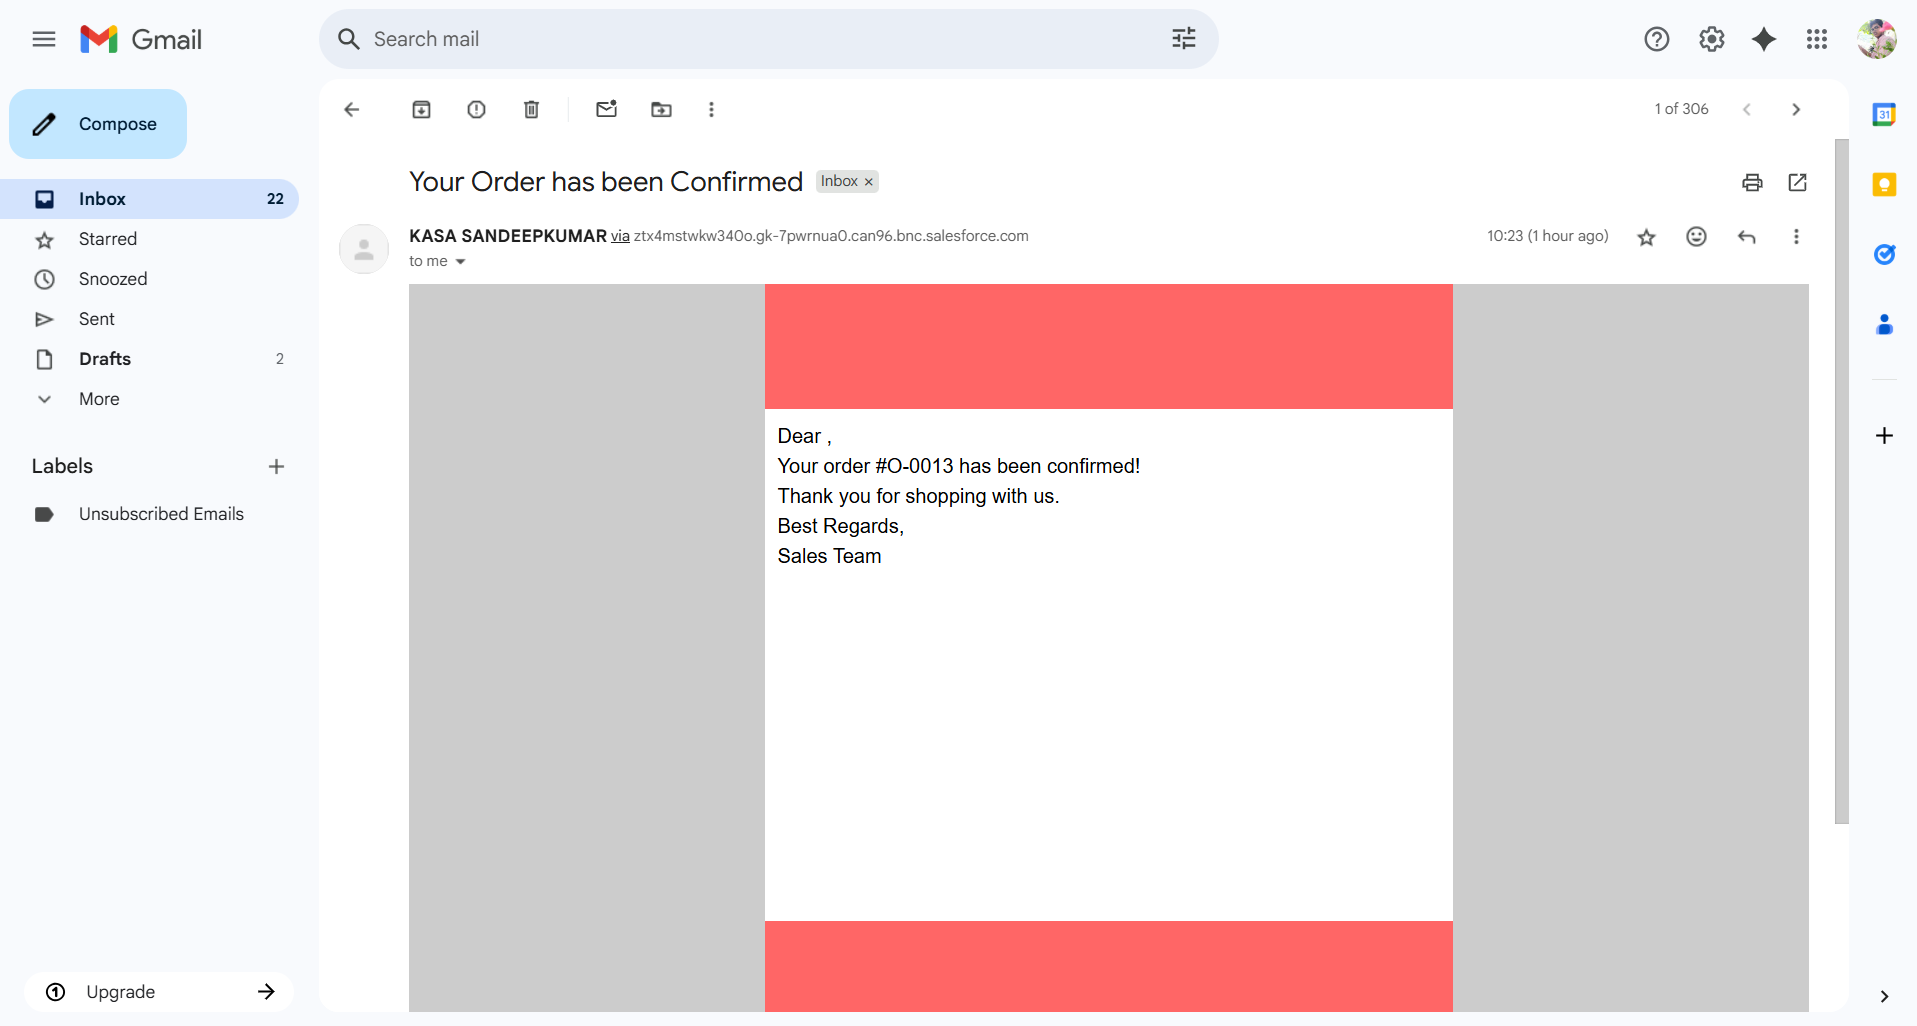 Gmail
Search mail
Compose
1 of 306
Inbox 22
Starred
Snoozed
Sent
Drafts 2
More
Labels
Unsubscribed Emails
Upgrade
Your Order has been Confirmed Inbox ×
KASA SANDEEPKUMAR via ztx4mstwkw340o.gk-7pwrnua0.can96.bnc.salesforce.com
10:23 (1 hour ago)
to me
Dear ,
Your order #O-0013 has been confirmed!
Thank you for shopping with us.
Best Regards,
Sales Team
31
1